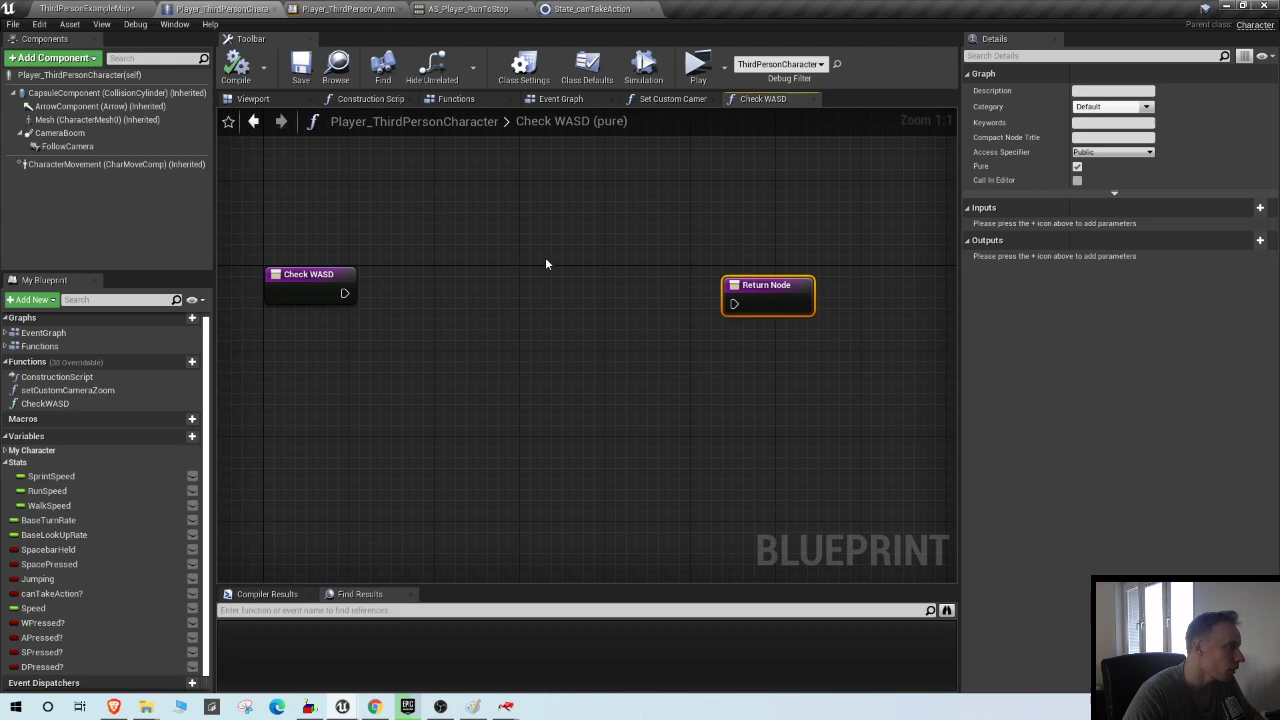 ThirdPersonExampleMap*
Player_ThirdPersonChara
Player_ThirdPerson_Anim
AS_Player_RunToStop
State_canTakeAction
File
Edit
Asset
View
Debug
Window
Help
Parent class: Character
Components
Toolbar
Details
Add Component
Search
Search Details
Player_ThirdPersonCharacter(self)
CapsuleComponent (CollisionCylinder) (Inherited)
ArrowComponent (Arrow) (Inherited)
Mesh (CharacterMesh0) (Inherited)
CameraBoom
FollowCamera
CharacterMovement (CharMoveComp) (Inherited)
Compile
Save
Browse
Find
Hide Unrelated
Class Settings
Class Defaults
Simulation
Play
ThirdPersonCharacter
Debug Filter
Viewport
Construction Scrip
Functions
Event Graph
Set Custom Camer
Check WASD
Player_ThirdPersonCharacter > Check WASD (pure)
Zoom 1:1
Check WASD
Return Node
BLUEPRINT
Graph
Description
Category
Default
Keywords
Compact Node Title
Access Specifier
Public
Pure
Call In Editor
Inputs
Please press the + icon above to add parameters
Outputs
Please press the + icon above to add parameters
My Blueprint
Add New
Search
Graphs
EventGraph
Functions
Functions (30 Overridable)
ConstructionScript
setCustomCameraZoom
CheckWASD
Macros
Variables
My Character
Stats
SprintSpeed
RunSpeed
WalkSpeed
BaseTurnRate
BaseLookUpRate
SpacebarHeld
SpacePressed
Jumping
canTakeAction?
Speed
WPressed?
APressed?
SPressed?
DPressed?
Event Dispatchers
Compiler Results
Find Results
Enter function or event name to find references...
EPIC